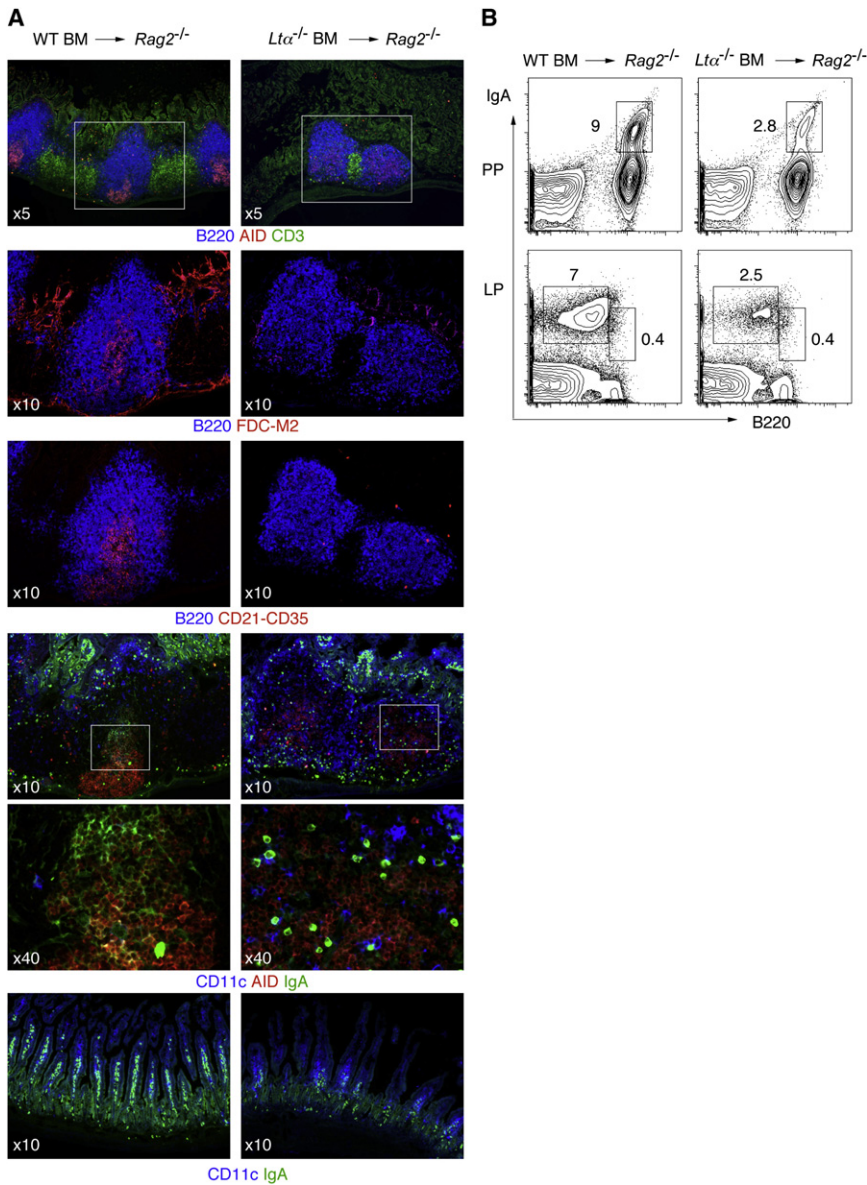 A
WT BM → Rag2-/-
Ltα-/- BM → Rag2-/-
x5
x5
B220 AID CD3
x10
x10
B220 FDC-M2
x10
x10
B220 CD21-CD35
x10
x10
x40
x40
CD11c AID IgA
x10
x10
CD11c IgA
B
WT BM → Rag2-/-
Ltα-/- BM → Rag2-/-
IgA
9
2.8
PP
7
2.5
LP
0.4
0.4
B220